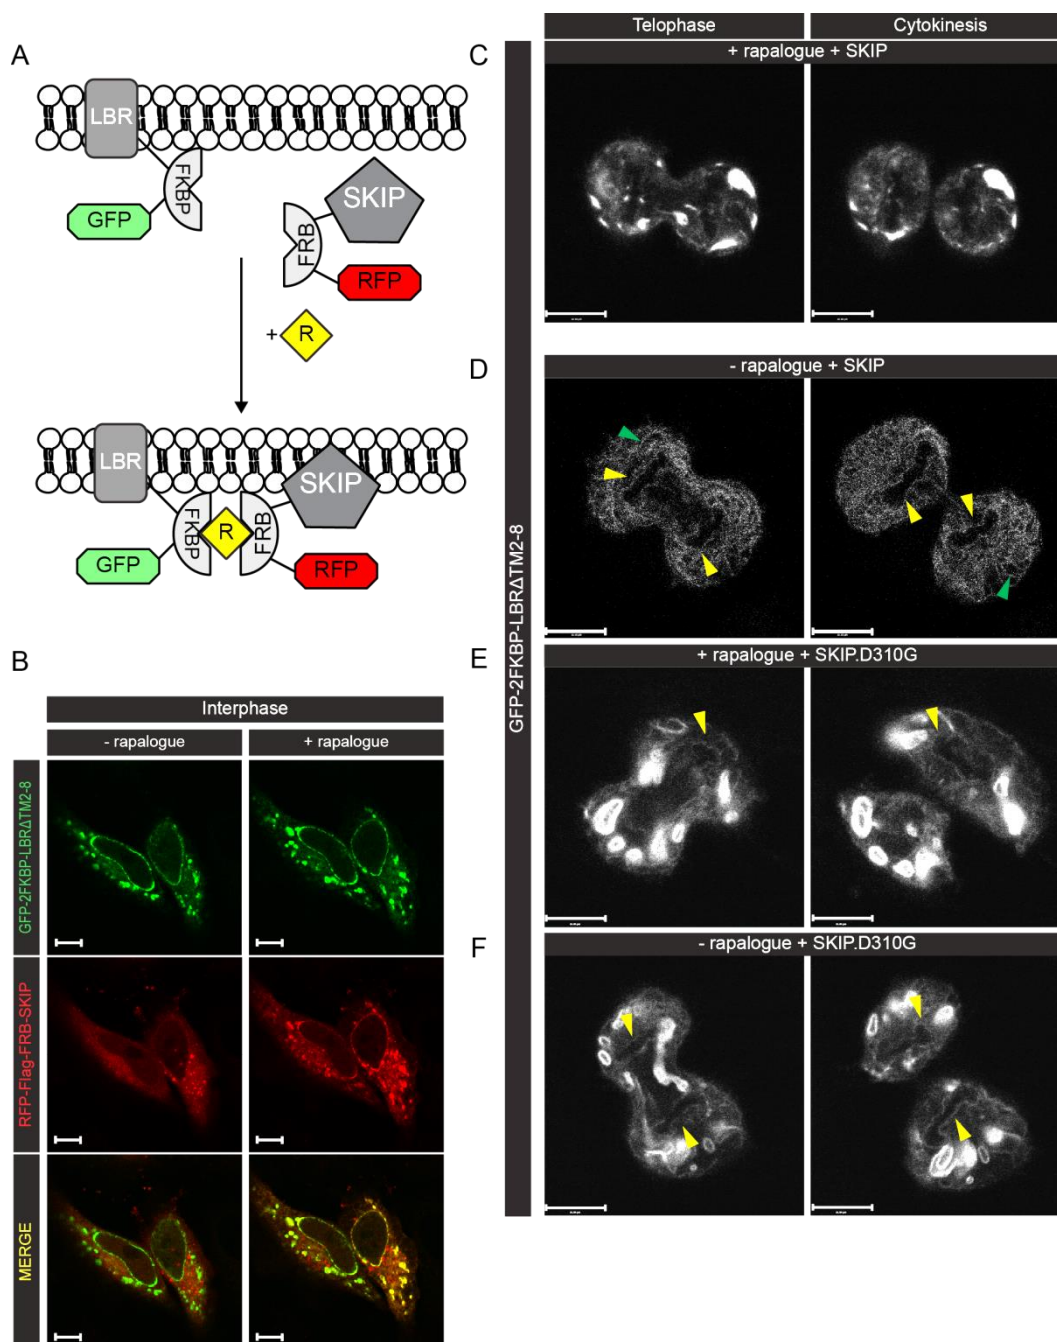 A
LBR
FKBP
GFP
SKIP
FRB
RFP
+ R
LBR
SKIP
FKBP
R
FRB
GFP
RFP
B
Interphase
- rapalogue
+ rapalogue
GFP-2FKBP-LBRΔTM2-8
RFP-Flag-FRB-SKIP
MERGE
GFP-2FKBP-LBRΔTM2-8
Telophase
Cytokinesis
C
+ rapalogue + SKIP
D
- rapalogue + SKIP
E
+ rapalogue + SKIP.D310G
F
- rapalogue + SKIP.D310G